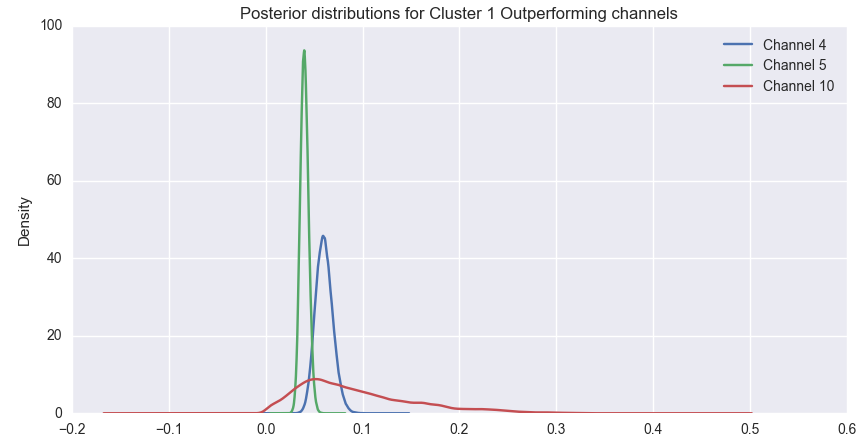 Posterior distributions for Cluster 1 Outperforming channels
100
80
60
40
20
0
Density
Channel 4
Channel 5
Channel 10
−0.2 −0.1 0.0 0.1 0.2 0.3 0.4 0.5 0.6